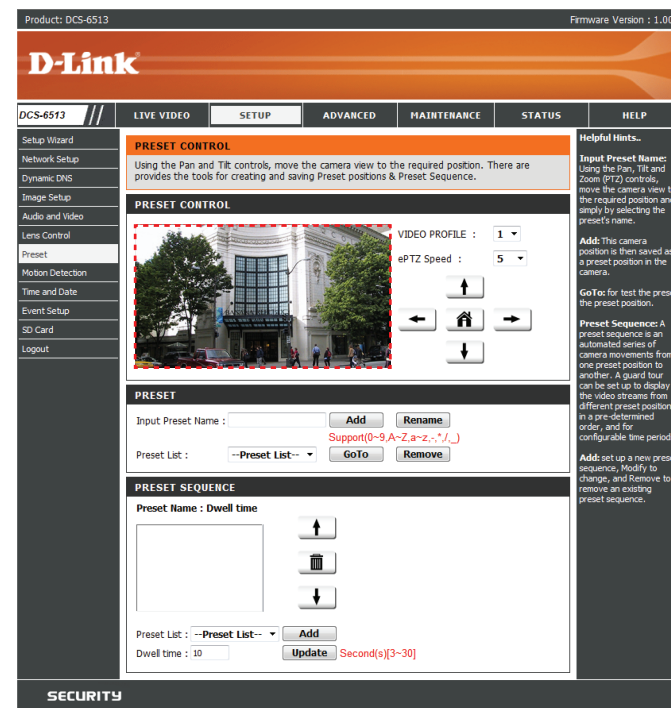 Product: DCS-6513
Firmware Version : 1.00
D-Link
DCS-6513
LIVE VIDEO
SETUP
ADVANCED
MAINTENANCE
STATUS
HELP
Setup Wizard
Network Setup
Dynamic DNS
Image Setup
Audio and Video
Lens Control
Preset
Motion Detection
Time and Date
Event Setup
SD Card
Logout
PRESET CONTROL
Using the Pan and Tilt controls, move the camera view to the required position. There are
provides the tools for creating and saving Preset positions & Preset Sequence.
PRESET CONTROL
VIDEO PROFILE : 1
ePTZ Speed : 5
PRESET
Input Preset Name : Add Rename
Support(0~9,A~Z,a~z,-,*,/,_)
Preset List : --Preset List-- GoTo Remove
PRESET SEQUENCE
Preset Name : Dwell time
Preset List : --Preset List-- Add
Dwell time : 10 Update Second(s)[3~30]
Helpful Hints..
Input Preset Name:
Using the Pan, Tilt and
Zoom (PTZ) controls,
move the camera view t
the required position and
simply by selecting the
preset's name.
Add: This camera
position is then saved as
a preset position in the
camera.
GoTo: for test the prese
the preset position.
Preset Sequence: A
preset sequence is an
automated series of
camera movements from
one preset position to
another. A guard tour
can be set up to display
the video streams from
different preset position
in a pre-determined
order, and for
configurable time period
Add: set up a new prese
sequence, Modify to
change, and Remove to
remove an existing
preset sequence.
SECURITY